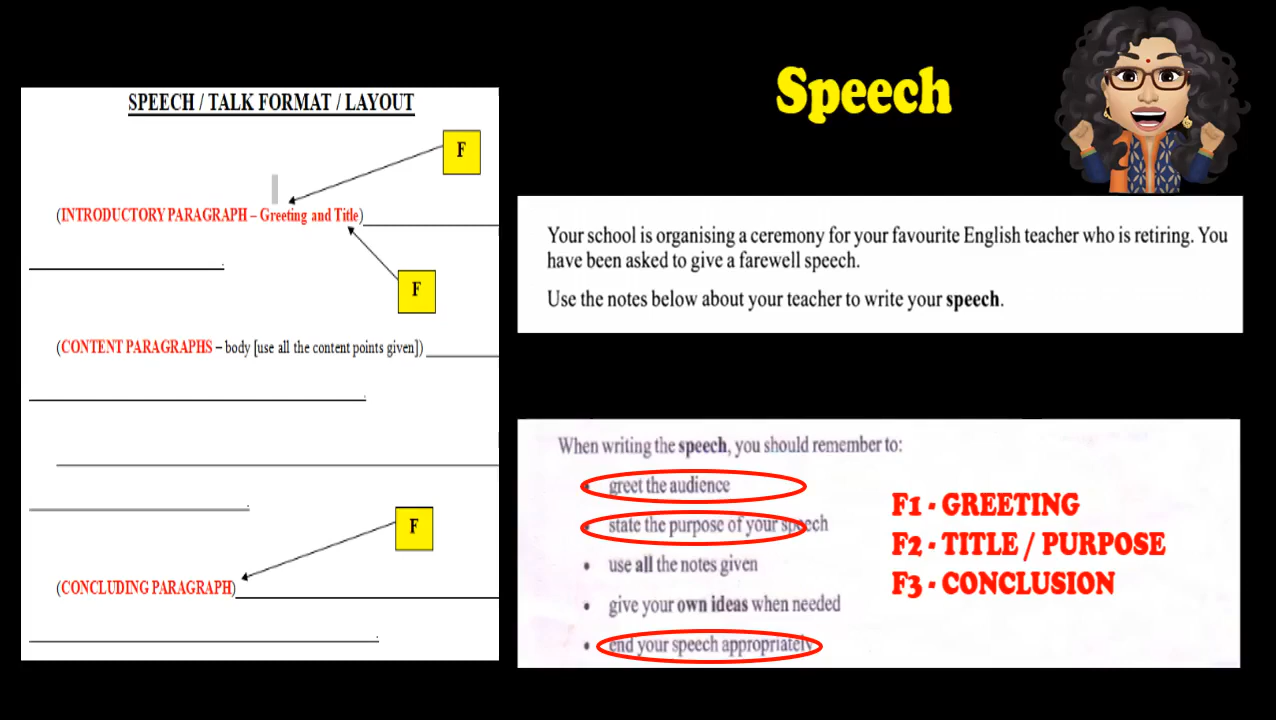 Speech
SPEECH / TALK FORMAT / LAYOUT
F
(INTRODUCTORY PARAGRAPH – Greeting and Title)
F
(CONTENT PARAGRAPHS – body [use all the content points given])
F
(CONCLUDING PARAGRAPH)
Your school is organising a ceremony for your favourite English teacher who is retiring. You
have been asked to give a farewell speech.
Use the notes below about your teacher to write your speech.
When writing the speech, you should remember to:
• greet the audience
• state the purpose of your speech
• use all the notes given
• give your own ideas when needed
• end your speech appropriately
F1 - GREETING
F2 - TITLE / PURPOSE
F3 - CONCLUSION